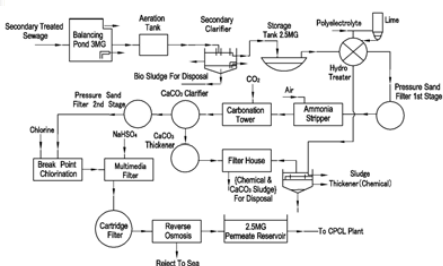 Secondary Treated
Sewage
Balancing
Pond 3MG
Aeration
Tank
Secondary
Clarifier
Bio Sludge For Disposal
Storage
Tank 2.5MG
Polyelectrolyte
Lime
Hydro
Treater
Pressure Sand
Filter 1st Stage
Pressure Sand
Filter 2nd Stage
CaCO₃ Clarifier
CO₂
Carbonation
Tower
Air
Ammonia
Stripper
Chlorine
NaHSO₄
CaCO₃
Thickener
Break Point
Chlorination
Multimedia
Filter
Filter House
{Chemical &
CaCO₃ Sludge}
For Disposal
Sludge
Thickener(Chemical)
Cartridge
Filter
Reverse
Osmosis
2.5MG
Permeate Reservoir
To CPCL Plant
Reject To Sea